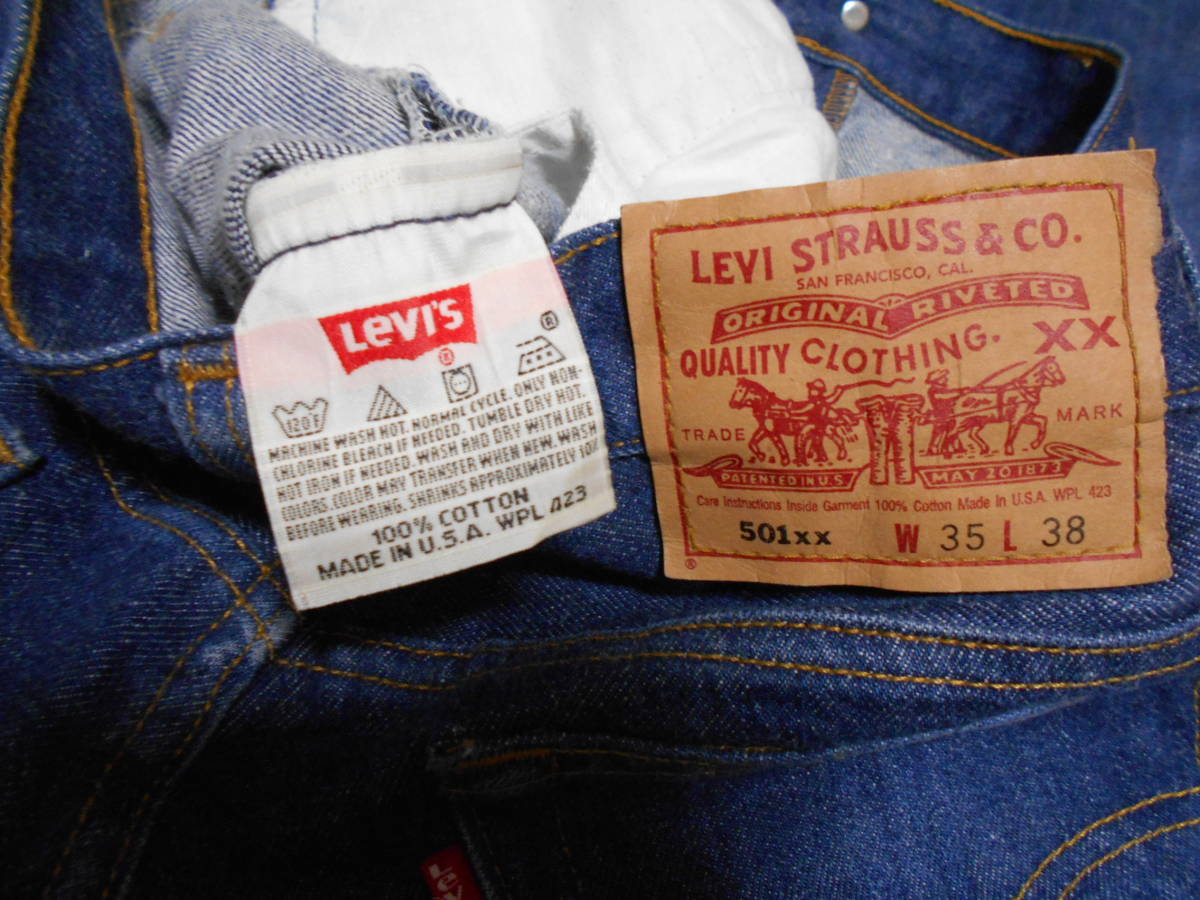 LEVI'S
®
®
120F
MACHINE WASH HOT. NORMAL CYCLE. ONLY NON-
CHLORINE BLEACH IF NEEDED. TUMBLE DRY HOT.
HOT IRON IF NEEDED. WASH AND DRY WITH LIKE
COLORS. COLOR MAY TRANSFER WHEN NEW. WASH
BEFORE WEARING. SHRINKS APPROXIMATELY 10%
100% COTTON
MADE IN U.S.A. WPL 423
LEVI STRAUSS & CO.
SAN FRANCISCO, CAL.
ORIGINAL RIVETED
QUALITY CLOTHING.
XX
TRADE MARK
PATENTED IN U.S. MAY 20 1873
Care Instructions Inside Garment 100% Cotton Made In U.S.A. WPL 423
501xx W 35 L 38
®